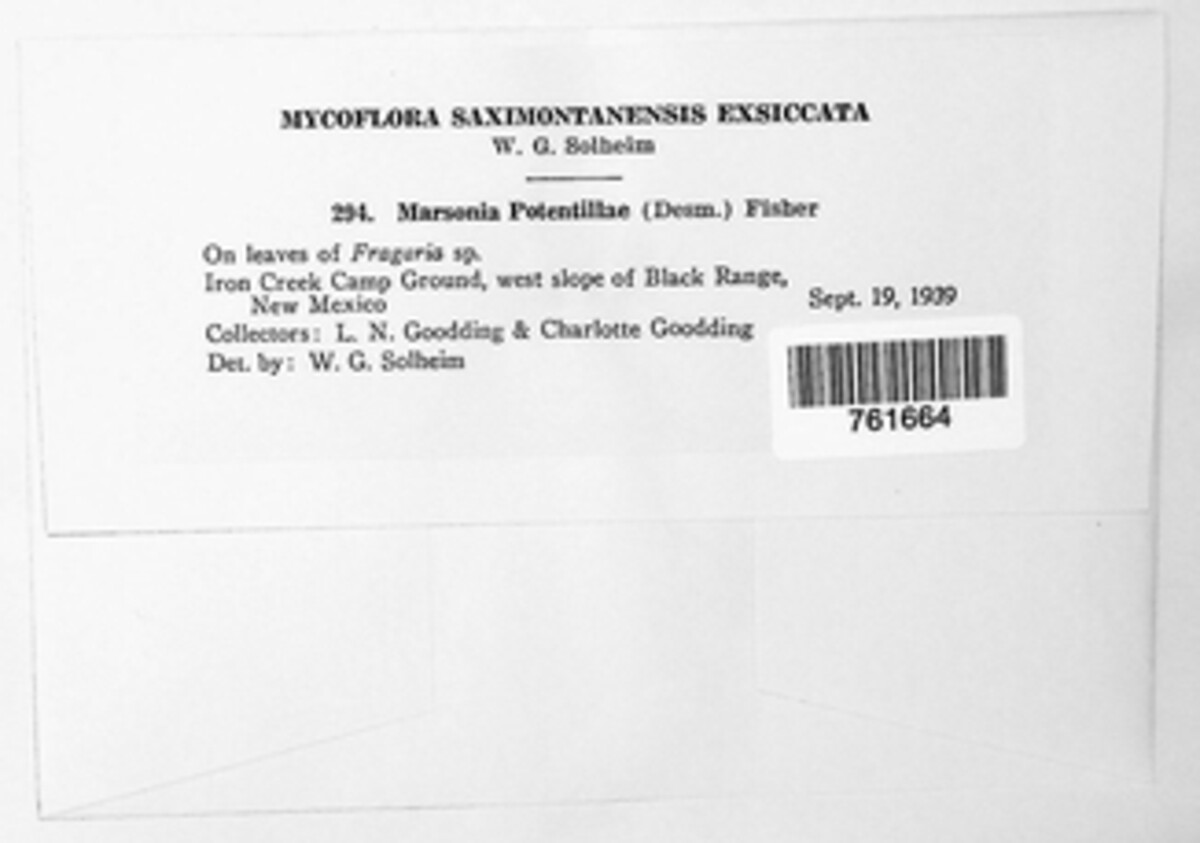 MYCOFLORA SAXIMONTANENSIS EXSICCATA
W. G. Solheim
294. Marsonia Potentillae (Desm.) Fisher
On leaves of Fragaria sp.
Iron Creek Camp Ground, west slope of Black Range,
New Mexico
Sept. 19, 1939
Collectors: L. N. Goodding & Charlotte Goodding
Det. by: W. G. Solheim
761664